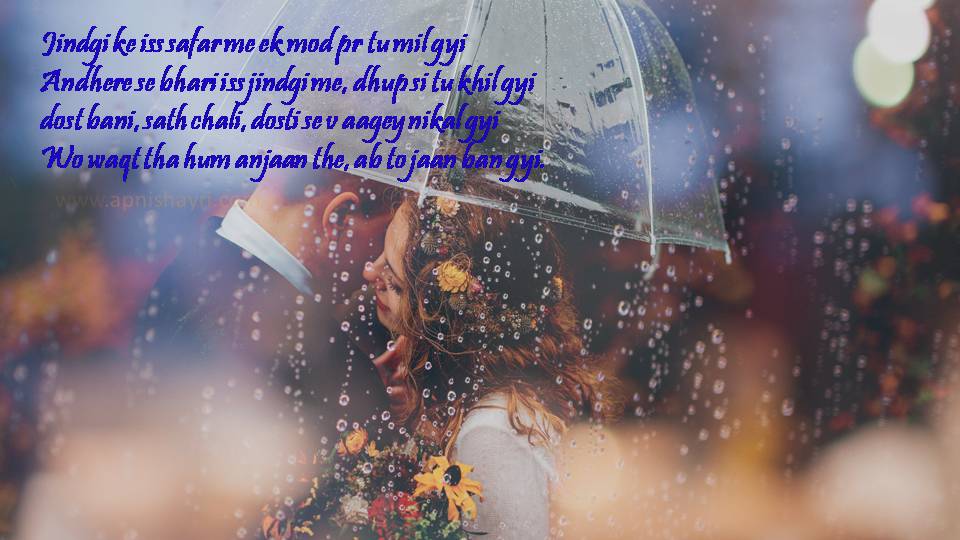 Jindgi ke iss safar me ek mod pr tu mil gyi
Andhere se bhari iss jindgi me, dhup si tu khil gyi
dost bani, sath chali, dosti se v aagey nikal gyi
Wo waqt tha hum anjaan the, ab to jaan ban gyi.
www.apnishayri.com